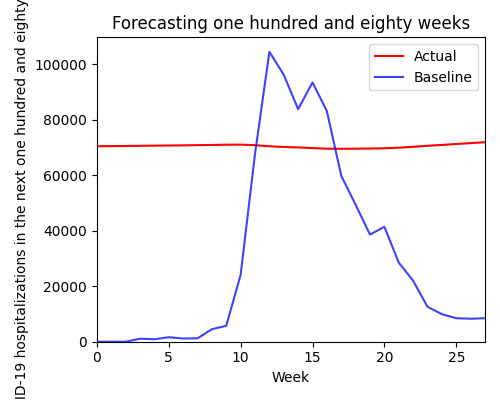 Forecasting one hundred and eighty weeks
Actual
Baseline
ID-19 hospitalizations in the next one hundred and eighty
100000
80000
60000
40000
20000
0
0 5 10 15 20 25
Week